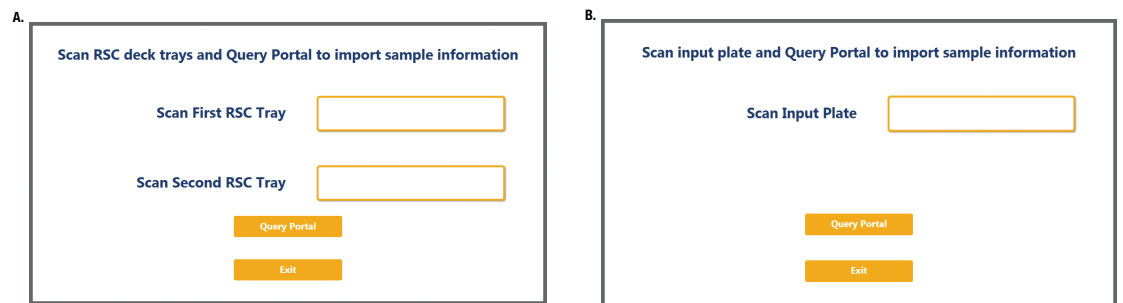 A.
Scan RSC deck trays and Query Portal to import sample information
Scan First RSC Tray
Scan Second RSC Tray
Query Portal
Exit
B.
Scan input plate and Query Portal to import sample information
Scan Input Plate
Query Portal
Exit